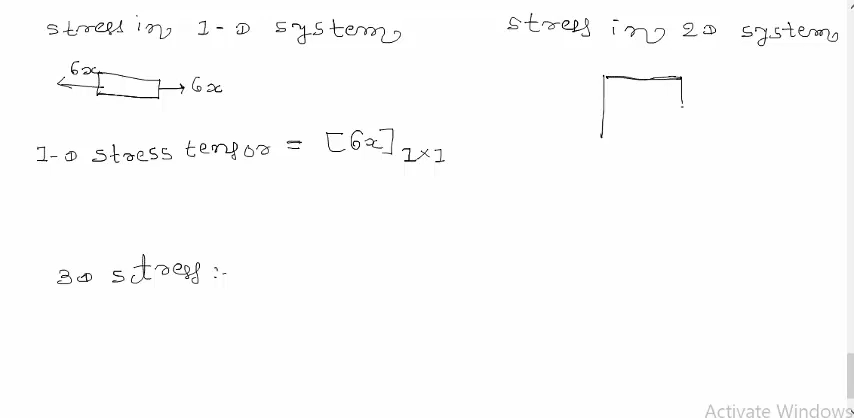 stress in 1-D system
stress in 2D system
6x
6x
1-D stress tensor = [6x] 1×1
3D stress :-
Activate Windows